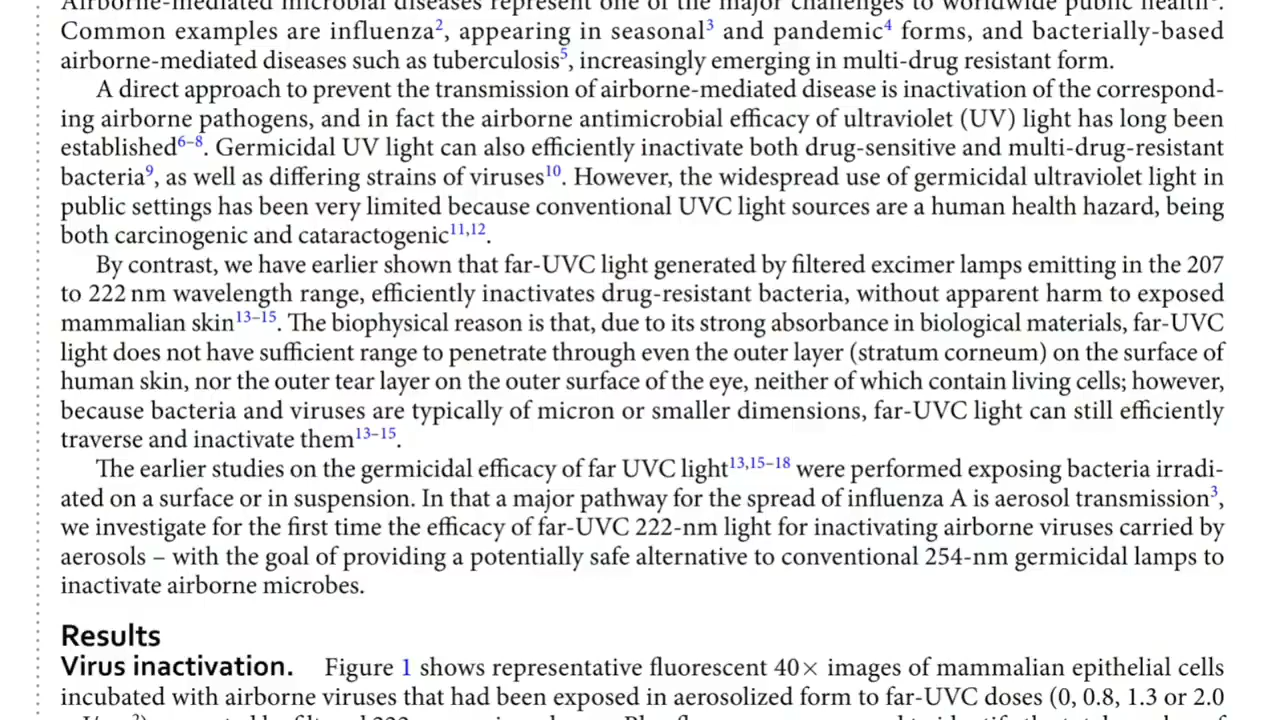 Airborne-mediated microbial diseases represent one of the major challenges to worldwide public health
Common examples are influenza2, appearing in seasonal3 and pandemic4 forms, and bacterially-based
airborne-mediated diseases such as tuberculosis5, increasingly emerging in multi-drug resistant form.
A direct approach to prevent the transmission of airborne-mediated disease is inactivation of the correspond-
ing airborne pathogens, and in fact the airborne antimicrobial efficacy of ultraviolet (UV) light has long been
established6–8. Germicidal UV light can also efficiently inactivate both drug-sensitive and multi-drug-resistant
bacteria9, as well as differing strains of viruses10. However, the widespread use of germicidal ultraviolet light in
public settings has been very limited because conventional UVC light sources are a human health hazard, being
both carcinogenic and cataractogenic11,12.
By contrast, we have earlier shown that far-UVC light generated by filtered excimer lamps emitting in the 207
to 222 nm wavelength range, efficiently inactivates drug-resistant bacteria, without apparent harm to exposed
mammalian skin13–15. The biophysical reason is that, due to its strong absorbance in biological materials, far-UVC
light does not have sufficient range to penetrate through even the outer layer (stratum corneum) on the surface of
human skin, nor the outer tear layer on the outer surface of the eye, neither of which contain living cells; however,
because bacteria and viruses are typically of micron or smaller dimensions, far-UVC light can still efficiently
traverse and inactivate them13–15.
The earlier studies on the germicidal efficacy of far UVC light13,15–18 were performed exposing bacteria irradi-
ated on a surface or in suspension. In that a major pathway for the spread of influenza A is aerosol transmission3,
we investigate for the first time the efficacy of far-UVC 222-nm light for inactivating airborne viruses carried by
aerosols – with the goal of providing a potentially safe alternative to conventional 254-nm germicidal lamps to
inactivate airborne microbes.
Results
Virus inactivation. Figure 1 shows representative fluorescent 40× images of mammalian epithelial cells
incubated with airborne viruses that had been exposed in aerosolized form to far-UVC doses (0, 0.8, 1.3 or 2.0